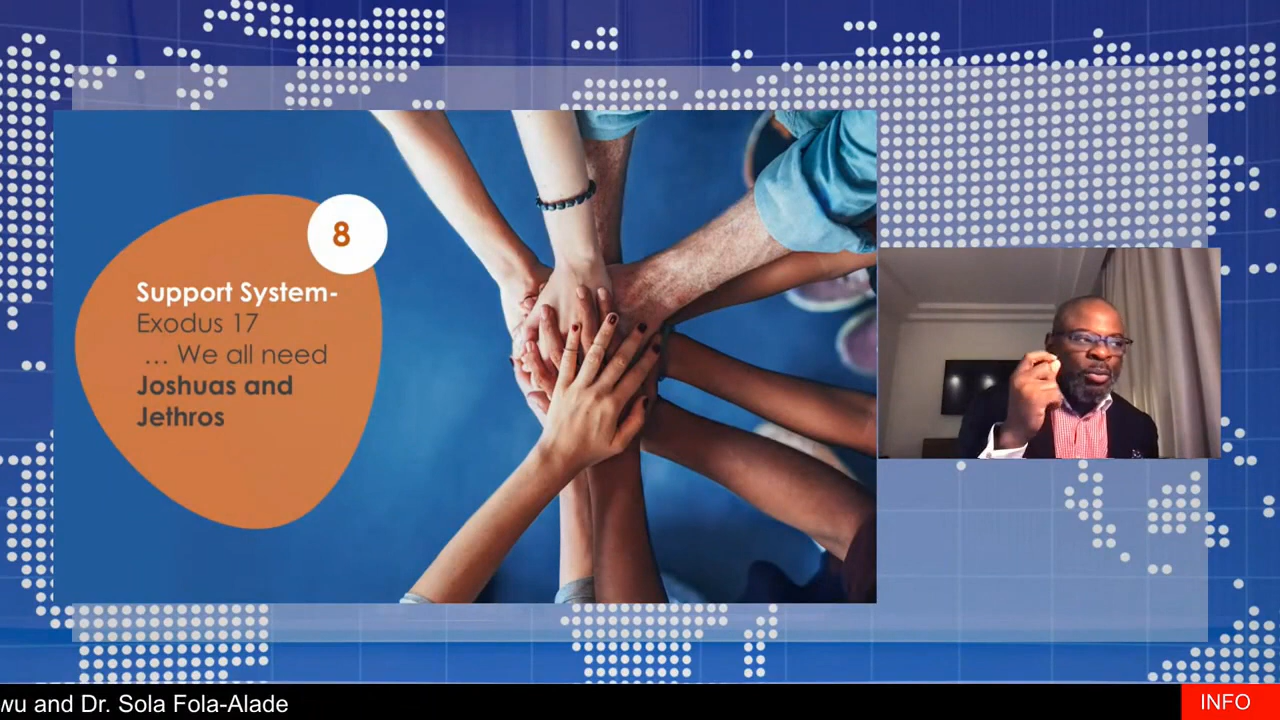 8
Support System-
Exodus 17
... We all need
Joshuas and
Jethros
wu and Dr. Sola Fola-Alade
INFO